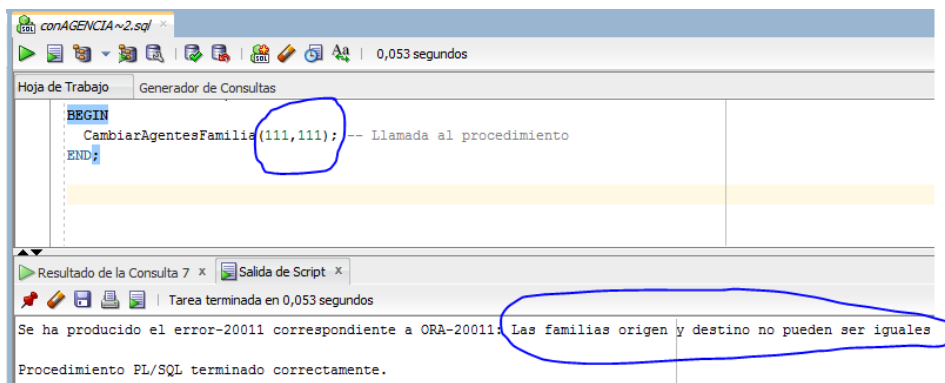 conAGENCIA~2.sql
0,053 segundos
Hoja de Trabajo Generador de Consultas
BEGIN
CambiarAgentesFamilia(111,111); -- Llamada al procedimiento
END;
Resultado de la Consulta 7 x Salida de Script x
Tarea terminada en 0,053 segundos
Se ha producido el error-20011 correspondiente a ORA-20011: Las familias origen y destino no pueden ser iguales
Procedimiento PL/SQL terminado correctamente.